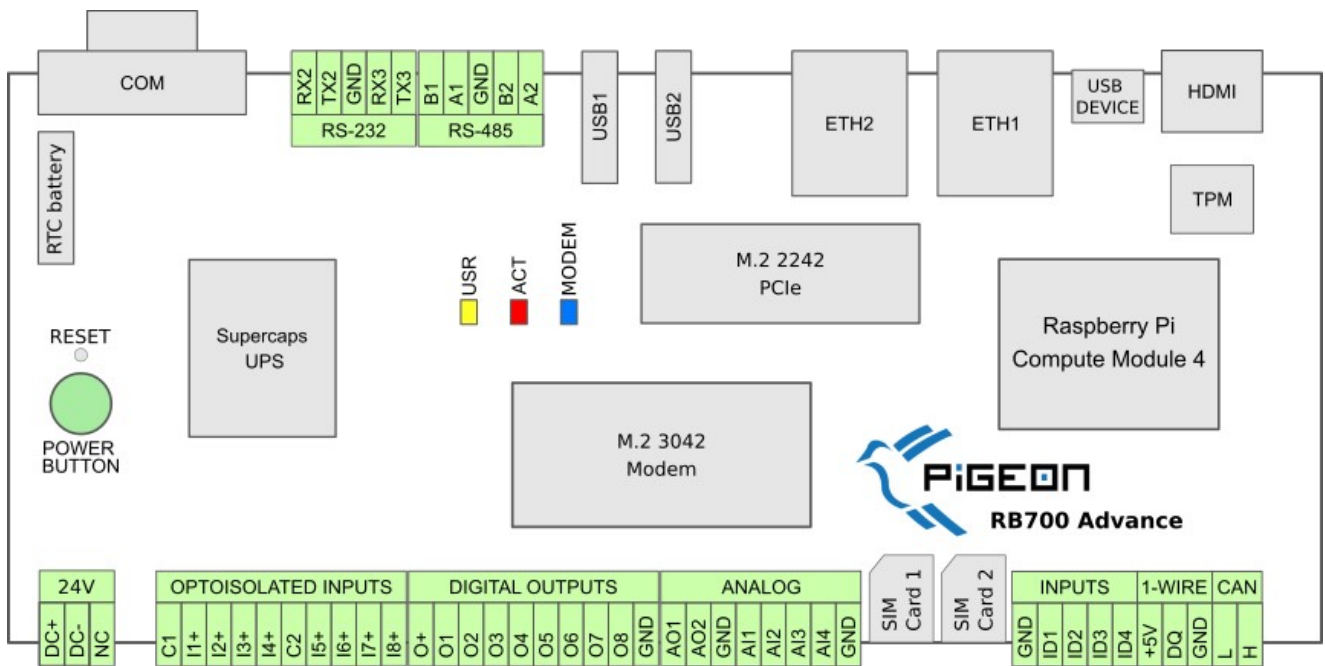 COM
RX2
TX2
GND
RX3
TX3
RS-232
B1
A1
GND
B2
A2
RS-485
USB1
USB2
ETH2
ETH1
USB
DEVICE
HDMI
RTC battery
TPM
USR
ACT
MODEM
M.2 2242
PCIe
Supercaps
UPS
Raspberry Pi
Compute Module 4
RESET
POWER
BUTTON
M.2 3042
Modem
PiGEON
RB700 Advance
24V
DC+
DC-
NC
OPTOISOLATED INPUTS
C1
I1+
I2+
I3+
I4+
C2
I5+
I6+
I7+
I8+
DIGITAL OUTPUTS
O+
O1
O2
O3
O4
O5
O6
O7
O8
GND
ANALOG
AO1
AO2
GND
AI1
AI2
AI3
AI4
GND
SIM
Card 1
SIM
Card 2
INPUTS
GND
ID1
ID2
ID3
ID4
1-WIRE
+5V
DQ
GND
CAN
L
H